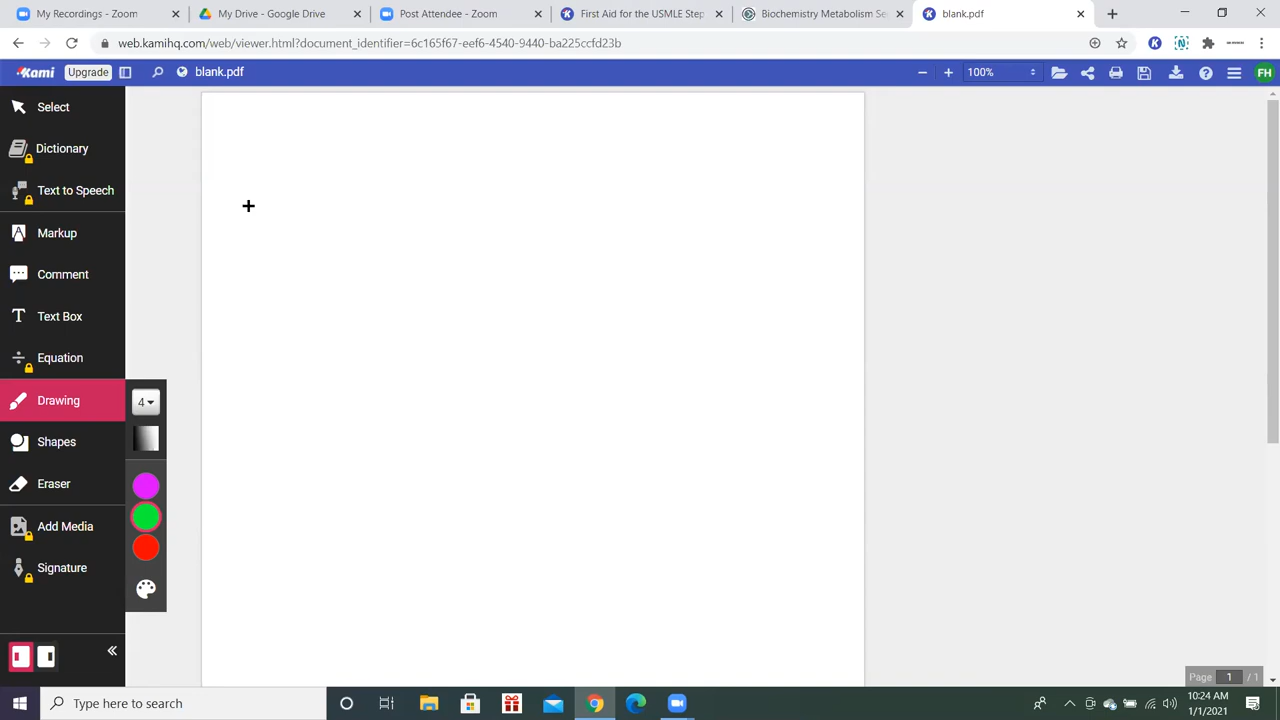 My Recordings - Zoom
My Drive - Google Drive
Post Attendee - Zoom
First Aid for the USMLE Step
Biochemistry Metabolism Se
blank.pdf
web.kamihq.com/web/viewer.html?document_identifier=6c165f67-eef6-4540-9440-ba225ccfd23b
Kami Upgrade blank.pdf 100% FH
Select
Dictionary
Text to Speech
Markup
Comment
Text Box
Equation
Drawing
4
Shapes
Eraser
Add Media
Signature
Page 1 / 1
Type here to search
10:24 AM
1/1/2021